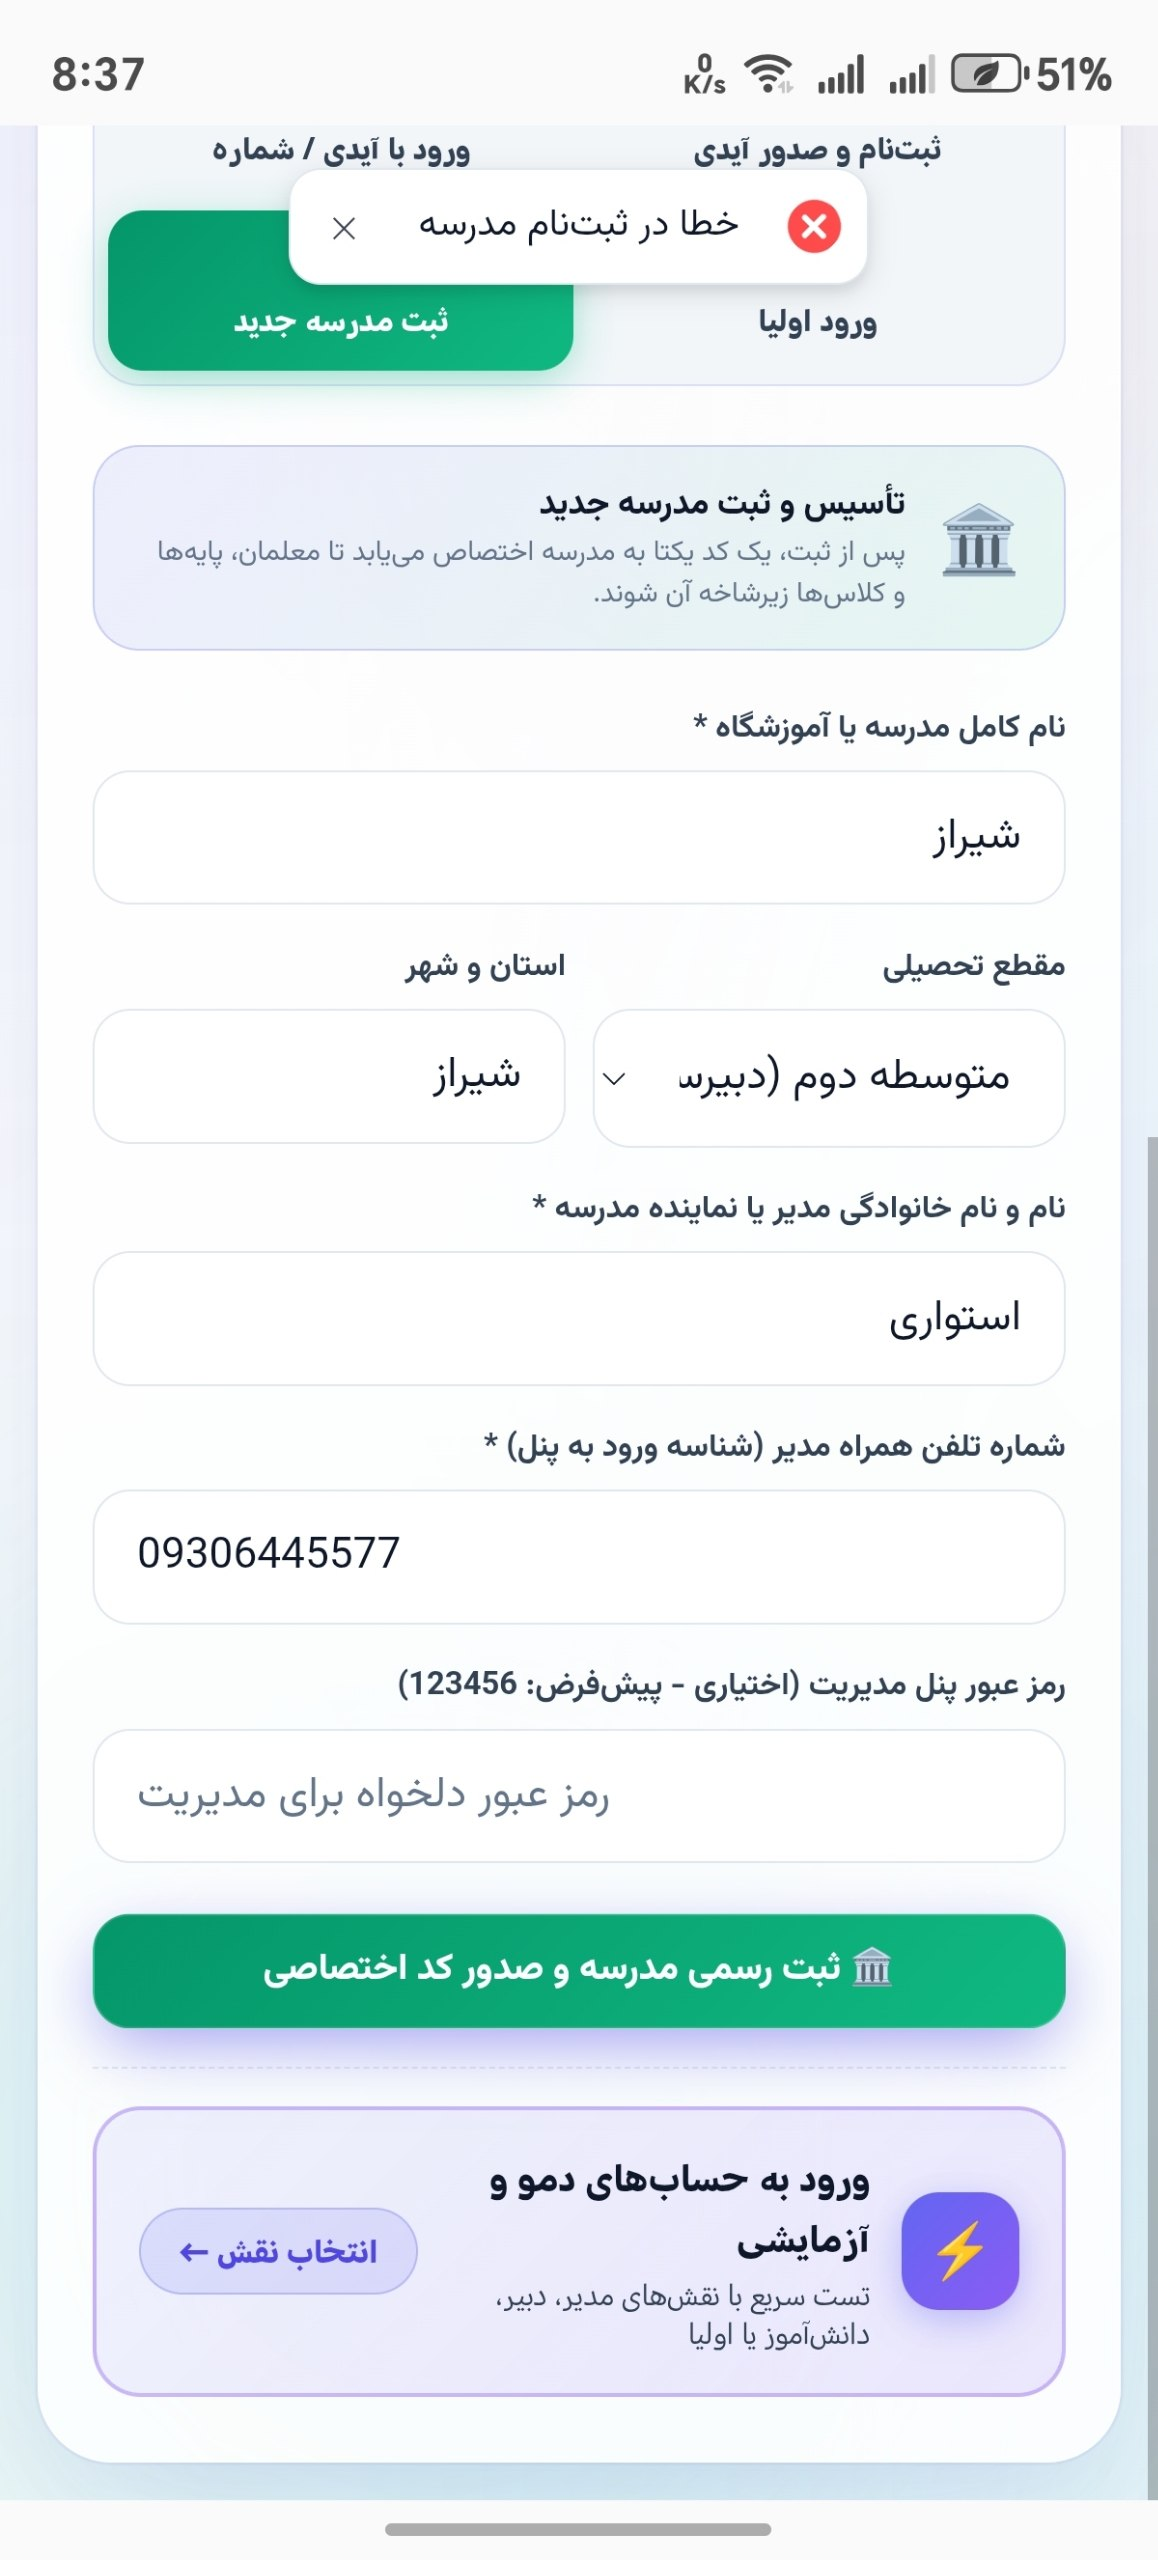 8:37
0 K/s
51%
ثبت‌نام و صدور آیدی
ورود با آیدی / شماره
خطا در ثبت‌نام مدرسه
ورود اولیا
ثبت مدرسه جدید
تأسیس و ثبت مدرسه جدید
پس از ثبت، یک کد یکتا به مدرسه اختصاص می‌یابد تا معلمان، پایه‌ها
و کلاس‌ها زیرشاخه آن شوند.
نام کامل مدرسه یا آموزشگاه *
شیراز
مقطع تحصیلی
استان و شهر
متوسطه دوم (دبیرس
شیراز
نام و نام خانوادگی مدیر یا نماینده مدرسه *
استواری
شماره تلفن همراه مدیر (شناسه ورود به پنل) *
09306445577
رمز عبور پنل مدیریت (اختیاری - پیش‌فرض: 123456)
رمز عبور دلخواه برای مدیریت
ثبت رسمی مدرسه و صدور کد اختصاصی
ورود به حساب‌های دمو و
آزمایشی
تست سریع با نقش‌های مدیر، دبیر،
دانش‌آموز یا اولیا
انتخاب نقش ←